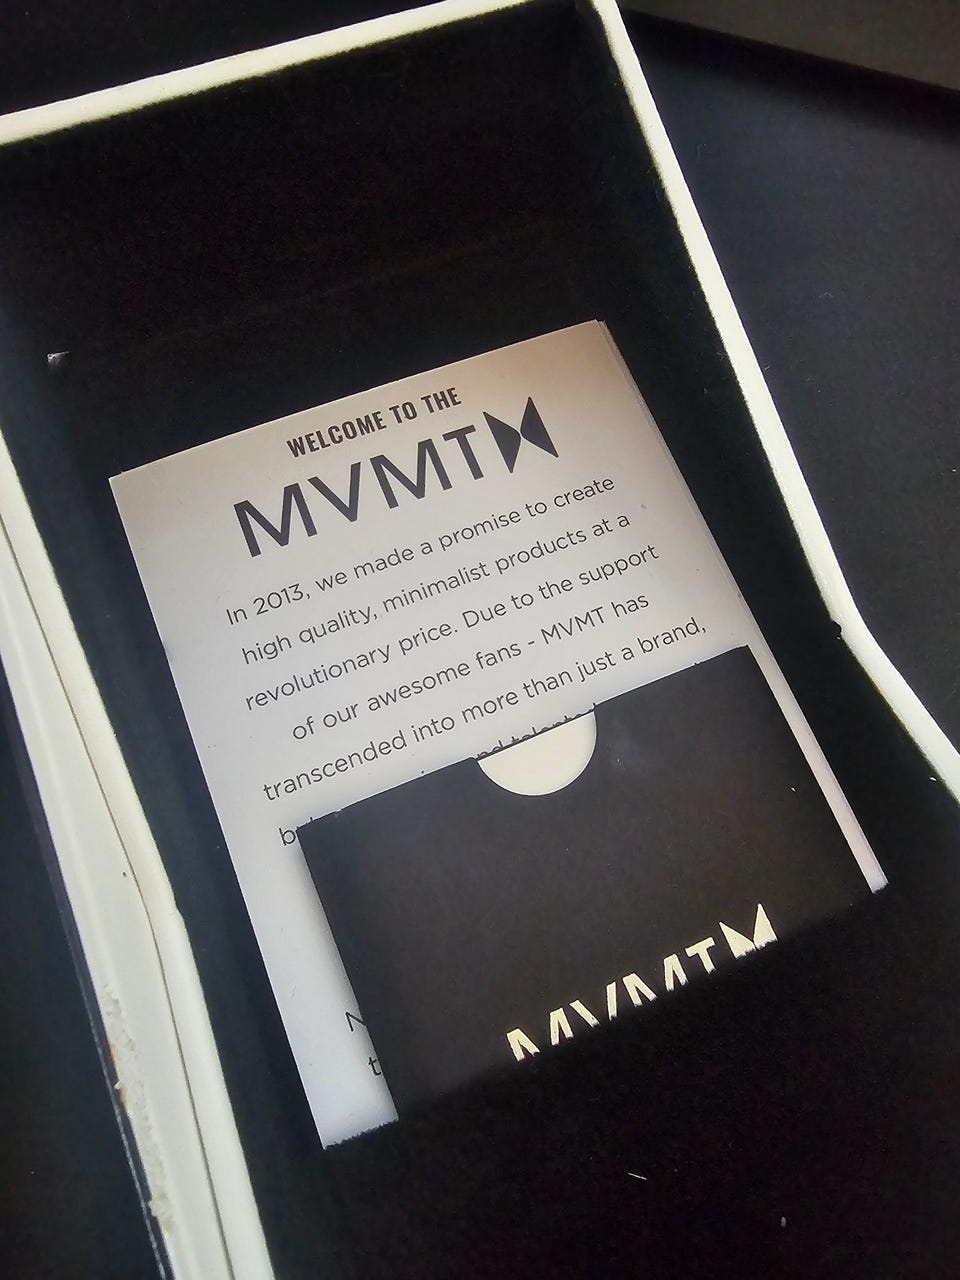 WELCOME TO THE
MVMT
In 2013, we made a promise to create
high quality, minimalist products at a
revolutionary price. Due to the support
of our awesome fans - MVMT has
transcended into more than just a brand,
MVMT